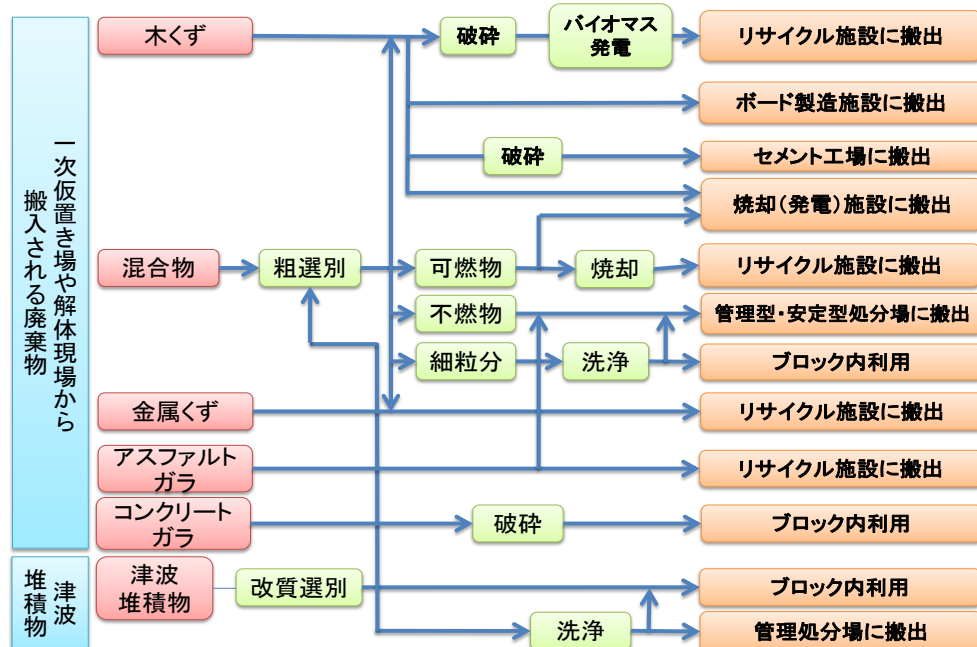 一次仮置き場や解体現場から
搬入される廃棄物
木くず
破砕
バイオマス
発電
リサイクル施設に搬出
ボード製造施設に搬出
破砕
セメント工場に搬出
焼却(発電)施設に搬出
混合物
粗選別
可燃物
焼却
リサイクル施設に搬出
不燃物
管理型・安定型処分場に搬出
細粒分
洗浄
ブロック内利用
金属くず
リサイクル施設に搬出
アスファルト
ガラ
リサイクル施設に搬出
コンクリート
ガラ
破砕
ブロック内利用
津波
堆積物
津波
堆積物
改質選別
ブロック内利用
洗浄
管理処分場に搬出